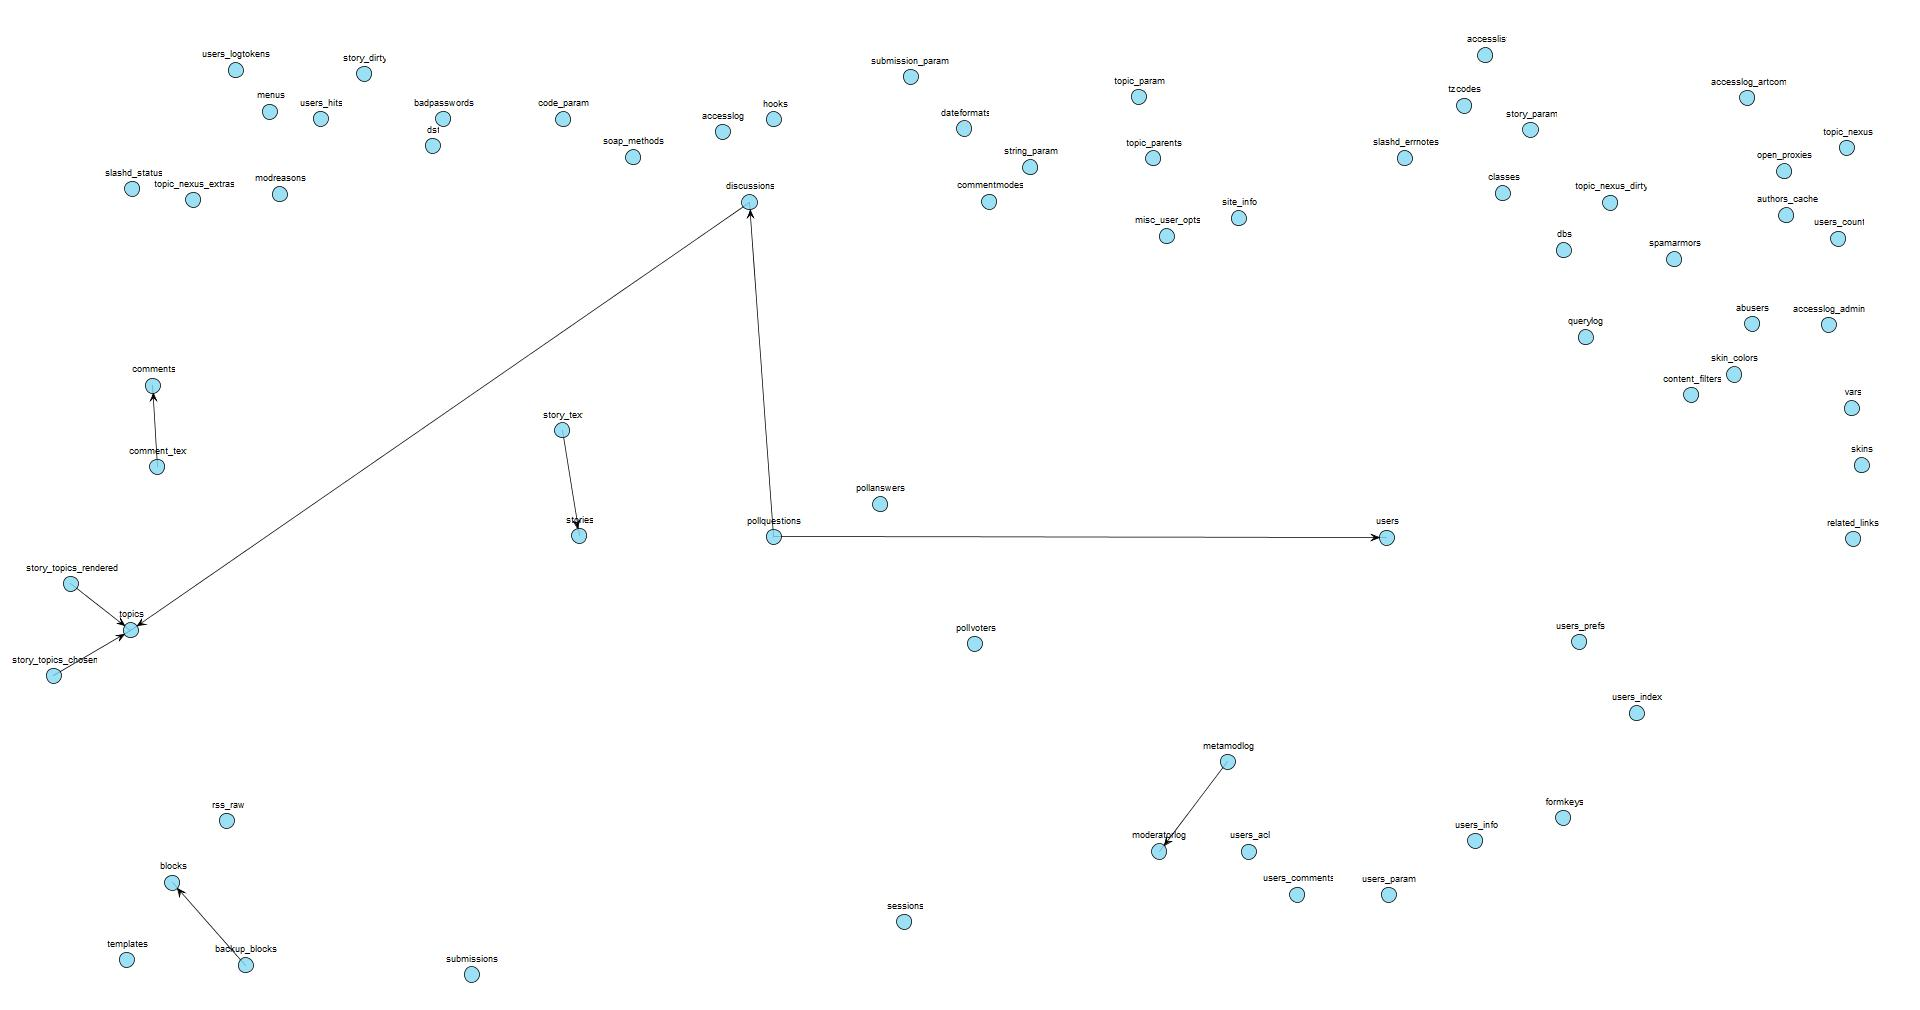 accesslis
users_logtokens
story_dirty
submission_param
topic_param
accesslog_artcom
tzcodes
menus
users_hits
badpasswords
code_param
hooks
accesslog
dateformats
story_param
dst
topic_nexus
soap_methods
slashd_errnotes
topic_parents
string_param
open_proxies
slashd_status
topic_nexus_extras
modreasons
classes
discussions
commentmodes
topic_nexus_dirty
authors_cache
site_info
misc_user_opts
users_count
dbs
spamarmors
abusers
accesslog_admin
querylog
skin_colors
comments
content_filters
vars
story_tex
comment_tex
skins
pollanswers
stories
pollquestions
users
related_links
story_topics_rendered
topics
pollvoters
users_prefs
story_topics_chosen
users_index
metamodlog
rss_raw
formkeys
users_info
moderatorlog
users_acl
blocks
users_comments
users_param
sessions
templates
backup_blocks
submissions